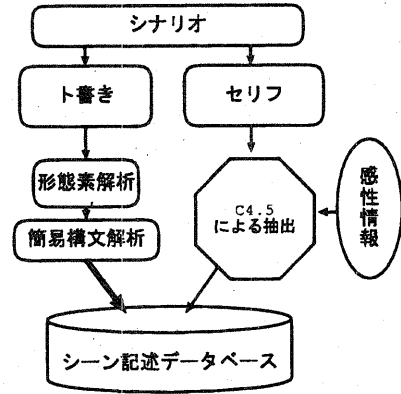 シナリオ
ト書き
セリフ
形態素解析
簡易構文解析
C4.5
による抽出
感性情報
シーン記述データベース